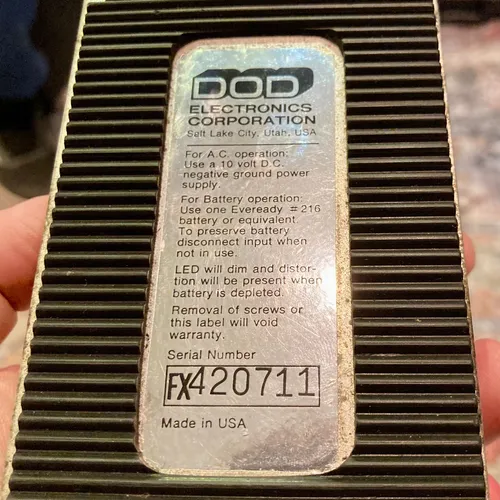 DOD
ELECTRONICS
CORPORATION
Salt Lake City, Utah, USA
For A.C. operation:
Use a 10 volt D.C.
negative ground power
supply.
For Battery operation:
Use one Eveready #216
battery or equivalent.
To preserve battery
disconnect input when
not in use.
LED will dim and distor-
tion will be present when
battery is depleted.
Removal of screws or
this label will void
warranty.
Serial Number
FX420711
Made in USA